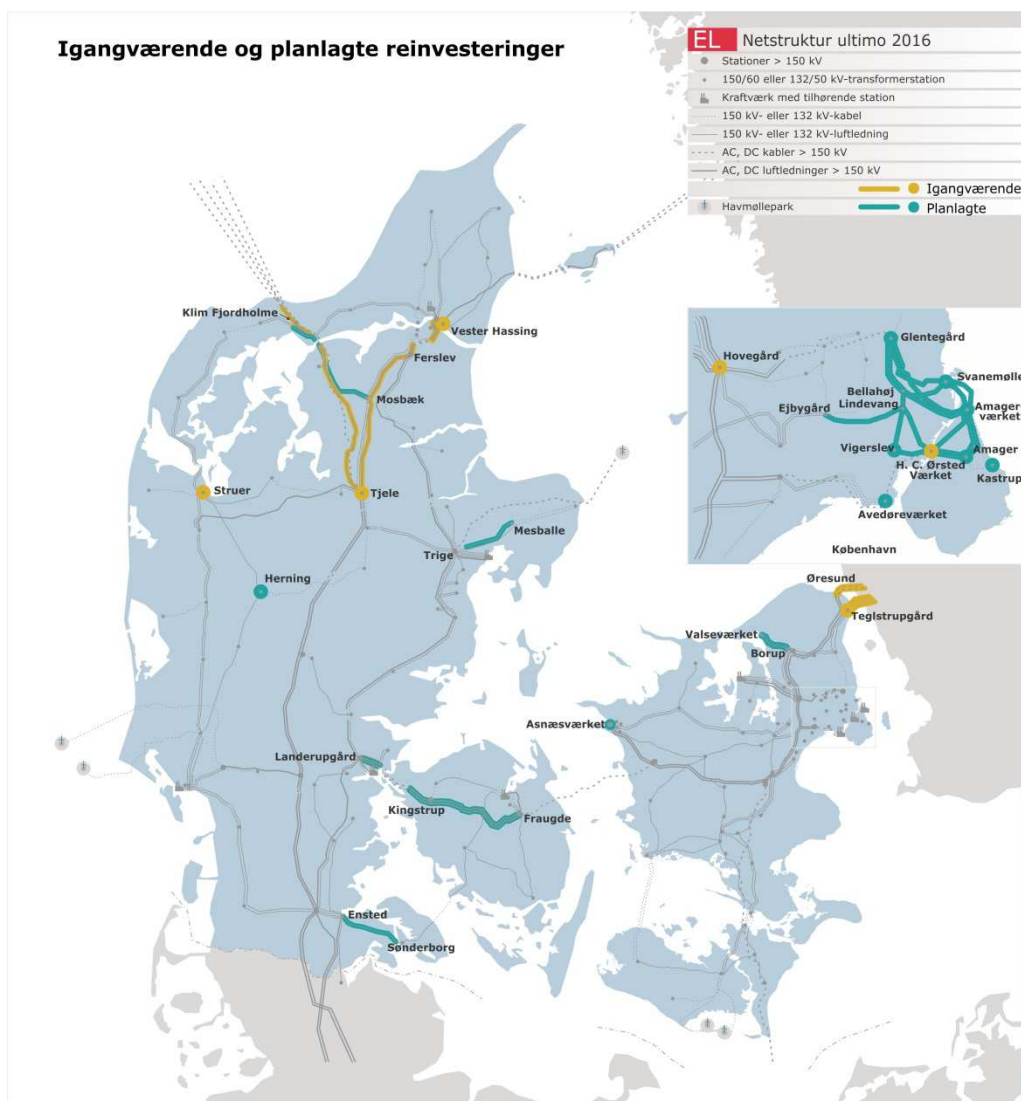 Igangværende og planlagte reinvesteringer
EL Netstruktur ultimo 2016
Stationer > 150 kV
150/60 eller 132/50 kV-transformerstation
Kraftværk med tilhørende station
150 kV- eller 132 kV-kabel
150 kV- eller 132 kV-luftledning
AC, DC kabler > 150 kV
AC, DC luftledninger > 150 kV
Igangværende
Havmøllepark
Planlagte
Klim Fjordholme
Vester Hassing
Ferslev
Mosbæk
Struer
Tjele
Mesballe
Trige
Herning
Landerupgård
Kingstrup
Fraugde
Ensted
Sønderborg
Glentegård
Hovegård
Svanemølle
Bellahøj
Lindevang
Ejbygård
Amager
værket
Vigerslev
Amager
H. C. Ørsted
Værket
Kastrup
Avedøreværket
København
Øresund
Teglstrupgård
Valseværket
Borup
Asnæsværket